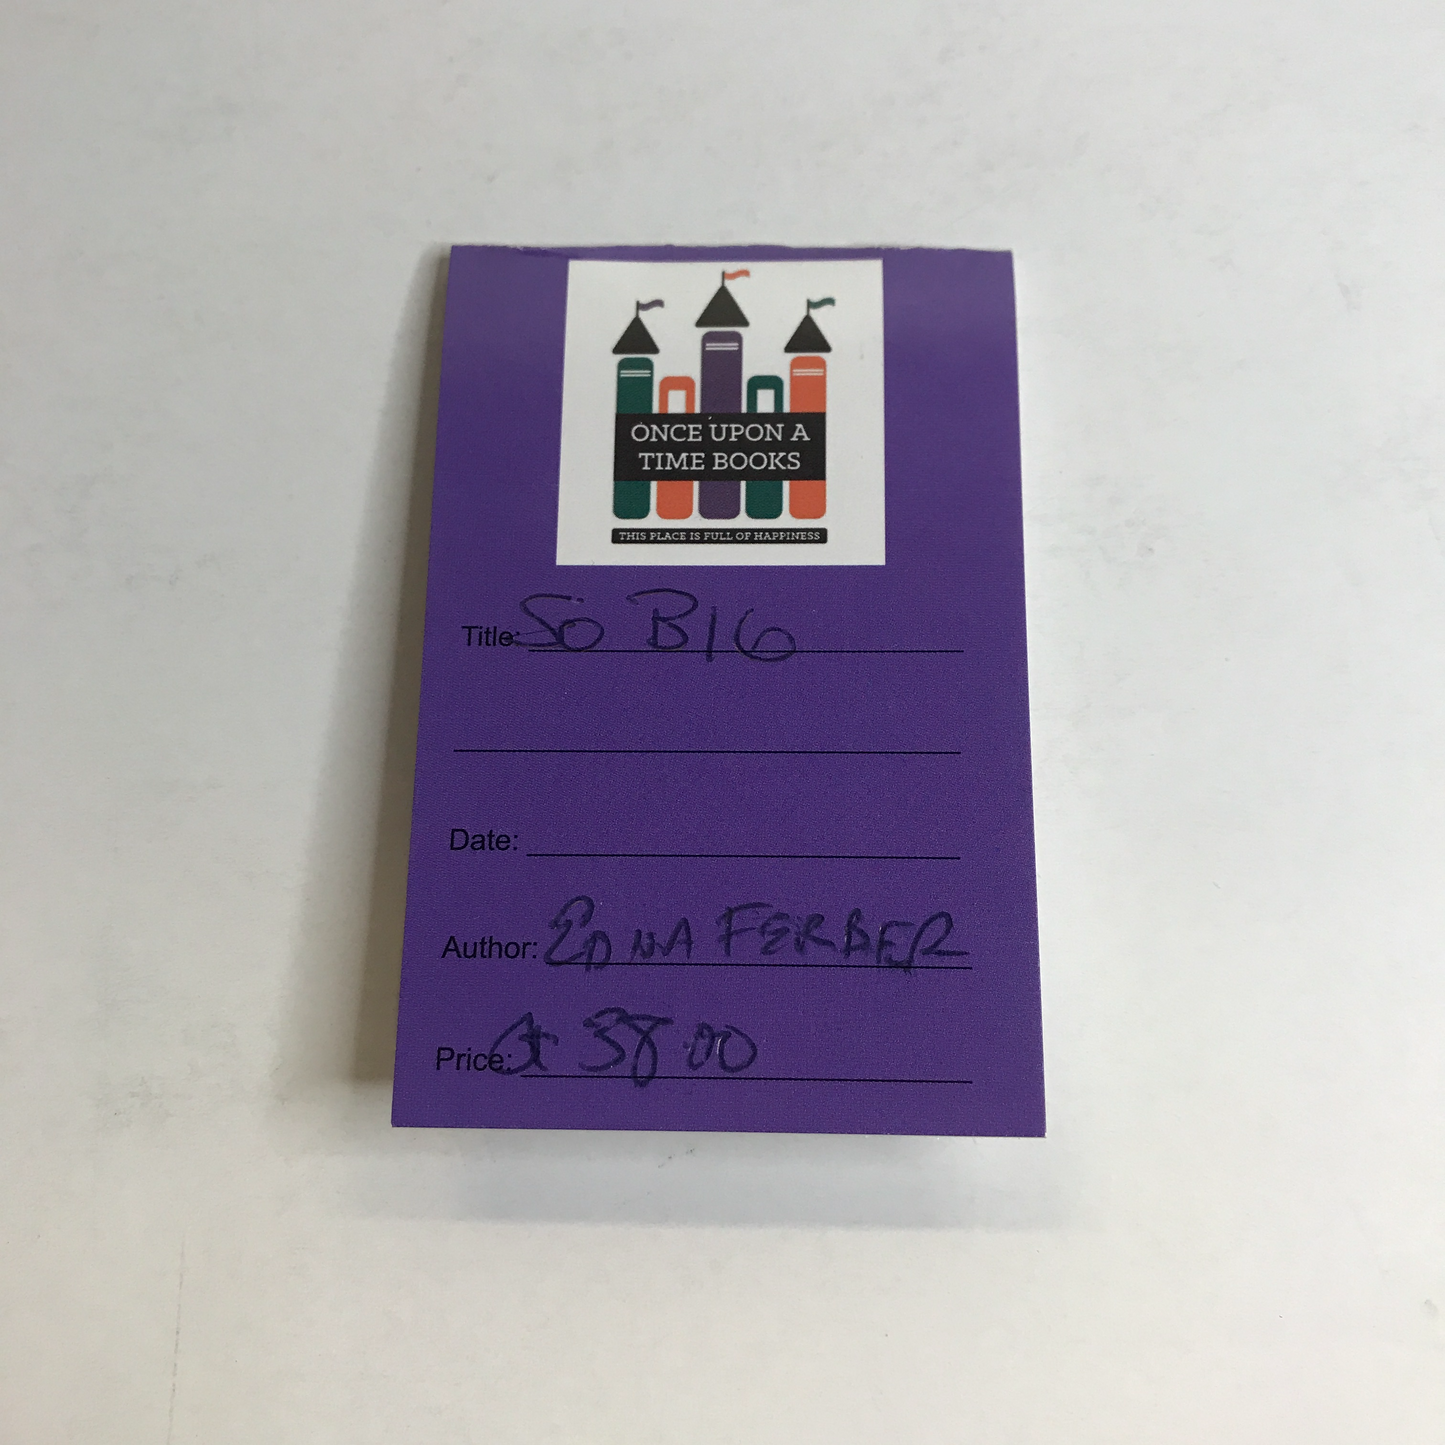 ONCE UPON A
TIME BOOKS
THIS PLACE IS FULL OF HAPPINESS
Title: SO BIG
Date:
Author: EDNA FERBER
Price: $ 38.00